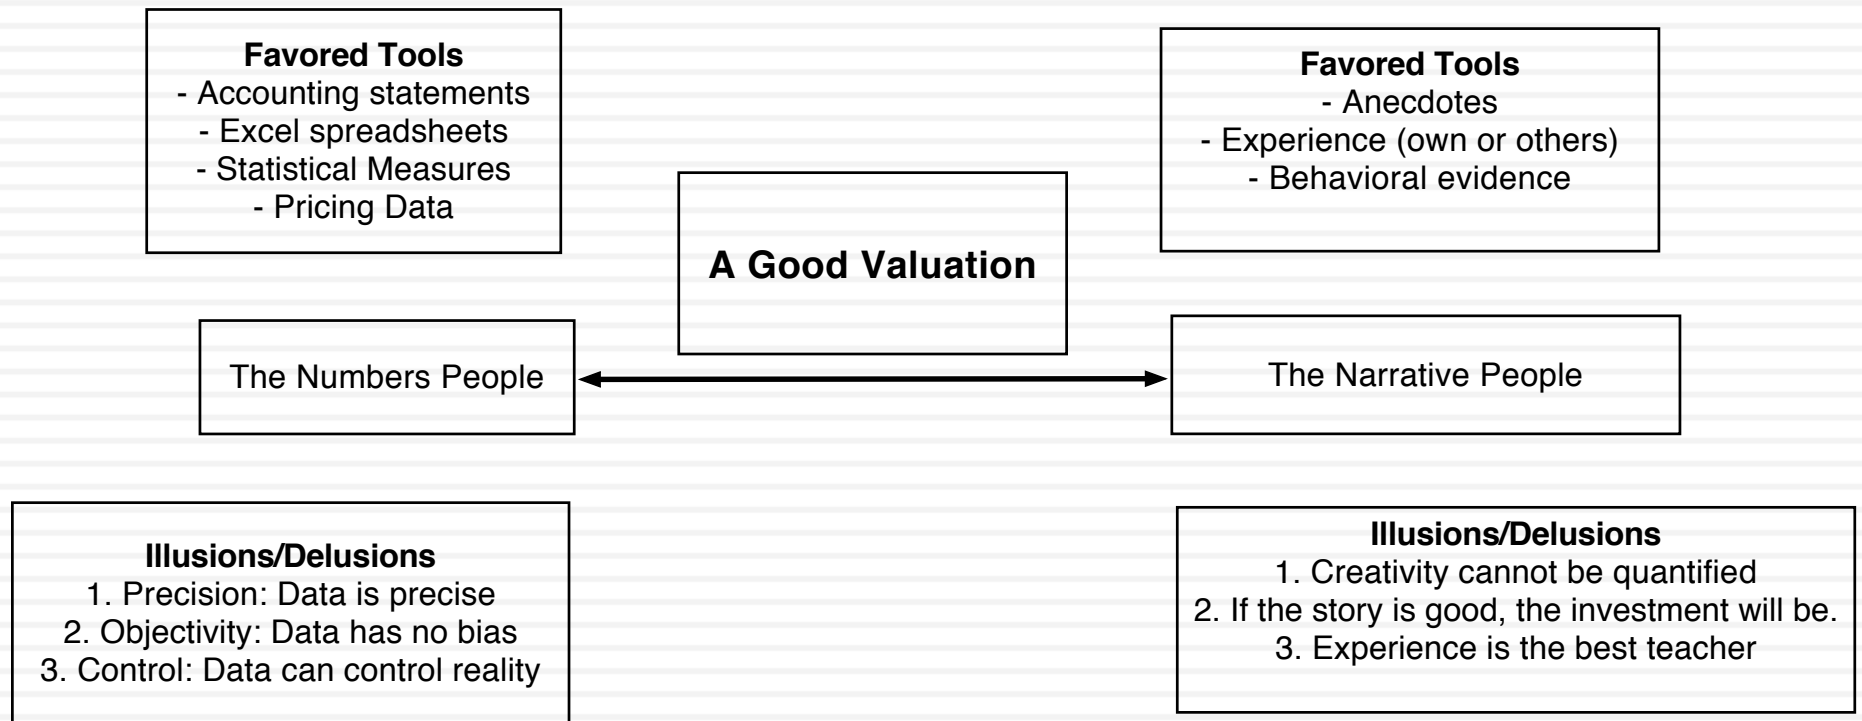 Favored Tools
- Accounting statements
- Excel spreadsheets
- Statistical Measures
- Pricing Data
Favored Tools
- Anecdotes
- Experience (own or others)
- Behavioral evidence
A Good Valuation
The Numbers People
The Narrative People
Illusions/Delusions
1. Precision: Data is precise
2. Objectivity: Data has no bias
3. Control: Data can control reality
Illusions/Delusions
1. Creativity cannot be quantified
2. If the story is good, the investment will be.
3. Experience is the best teacher